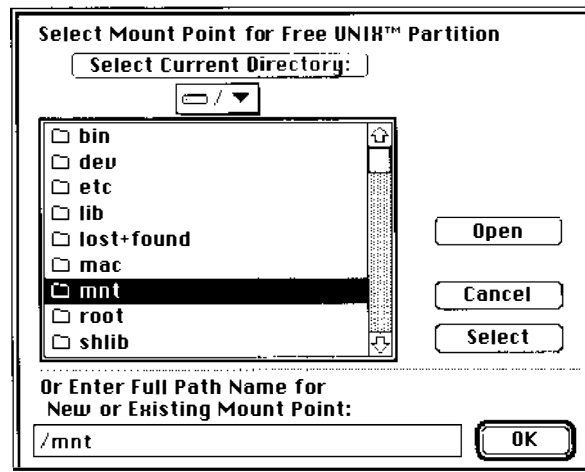 Select Mount Point for Free UNIX™ Partition
Select Current Directory:
/
bin
dev
etc
lib
lost+found
mac
mnt
root
shlib
Open
Cancel
Select
Or Enter Full Path Name for
New or Existing Mount Point:
/mnt
OK